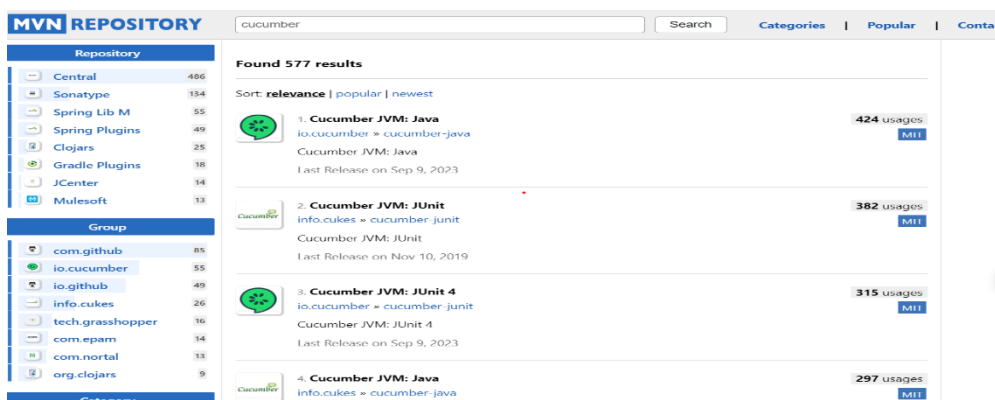 MVN REPOSITORY
cucumber
Search
Categories | Popular | Conta
Repository
Central 486
Sonatype 134
Spring Lib M 55
Spring Plugins 49
Clojars 25
Gradle Plugins 18
JCenter 14
Mulesoft 13
Group
com.github 85
io.cucumber 55
io.github 49
info.cukes 26
tech.grasshopper 16
com.epam 14
com.nortal 13
org.clojars 9
Category
Found 577 results
Sort: relevance | popular | newest
1. Cucumber JVM: Java
424 usages
io.cucumber » cucumber-java
MIT
Cucumber JVM: Java
Last Release on Sep 9, 2023
Cucumber
2. Cucumber JVM: JUnit
382 usages
info.cukes » cucumber-junit
MIT
Cucumber JVM: JUnit
Last Release on Nov 10, 2019
3. Cucumber JVM: JUnit 4
315 usages
io.cucumber » cucumber-junit
MIT
Cucumber JVM: JUnit 4
Last Release on Sep 9, 2023
Cucumber
4. Cucumber JVM: Java
297 usages
info.cukes » cucumber-java
MIT